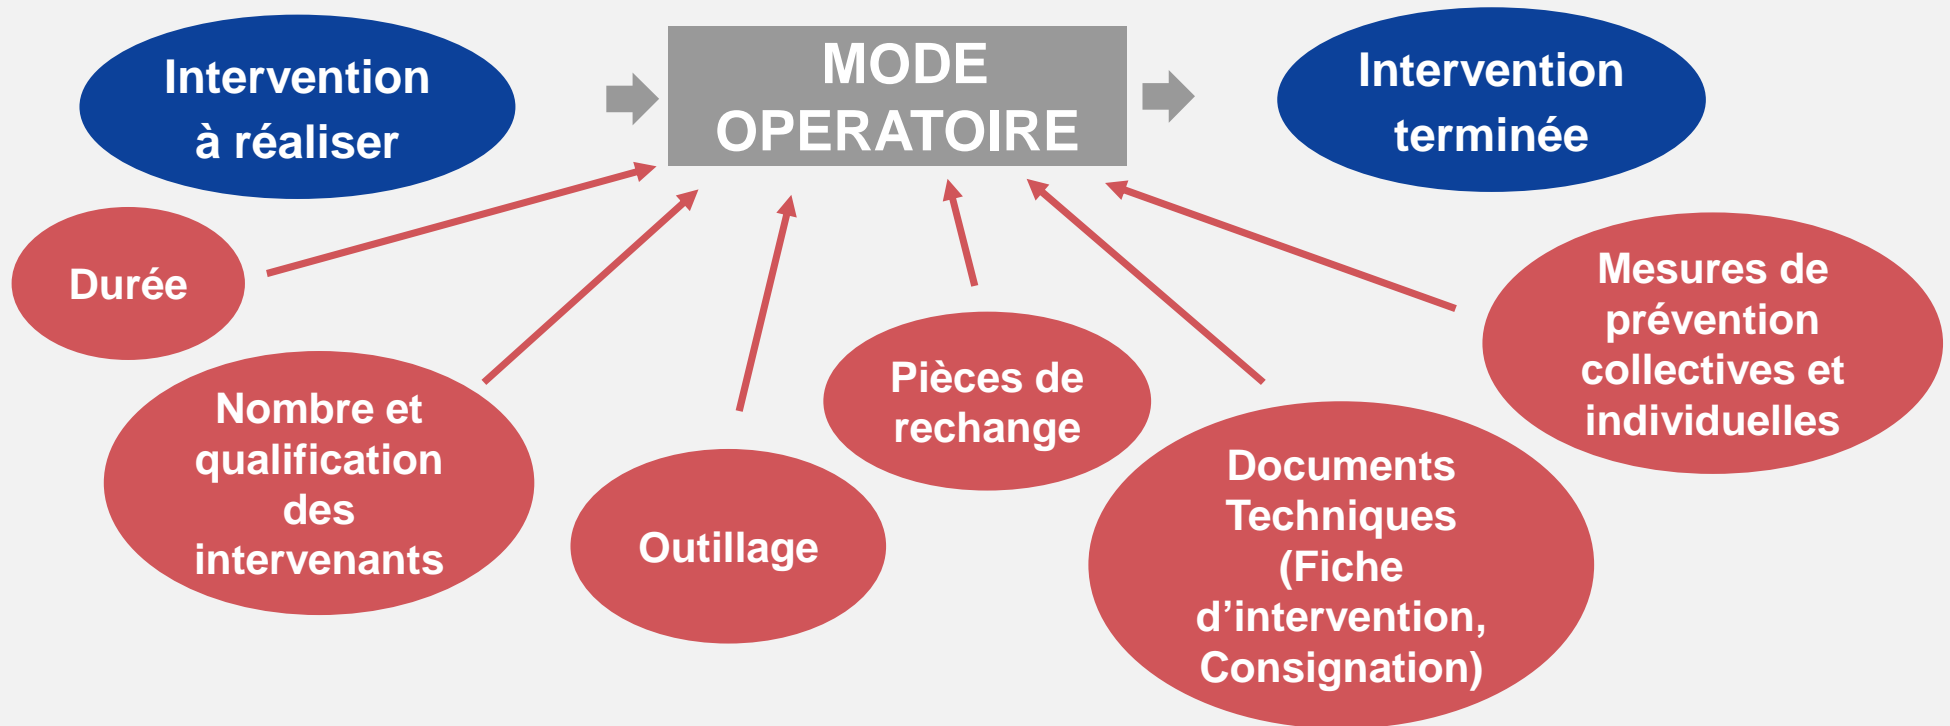 Intervention
à réaliser
MODE
OPERATOIRE
Intervention
terminée
Durée
Nombre et
qualification
des
intervenants
Outillage
Pièces de
rechange
Documents
Techniques
(Fiche
d’intervention,
Consignation)
Mesures de
prévention
collectives et
individuelles